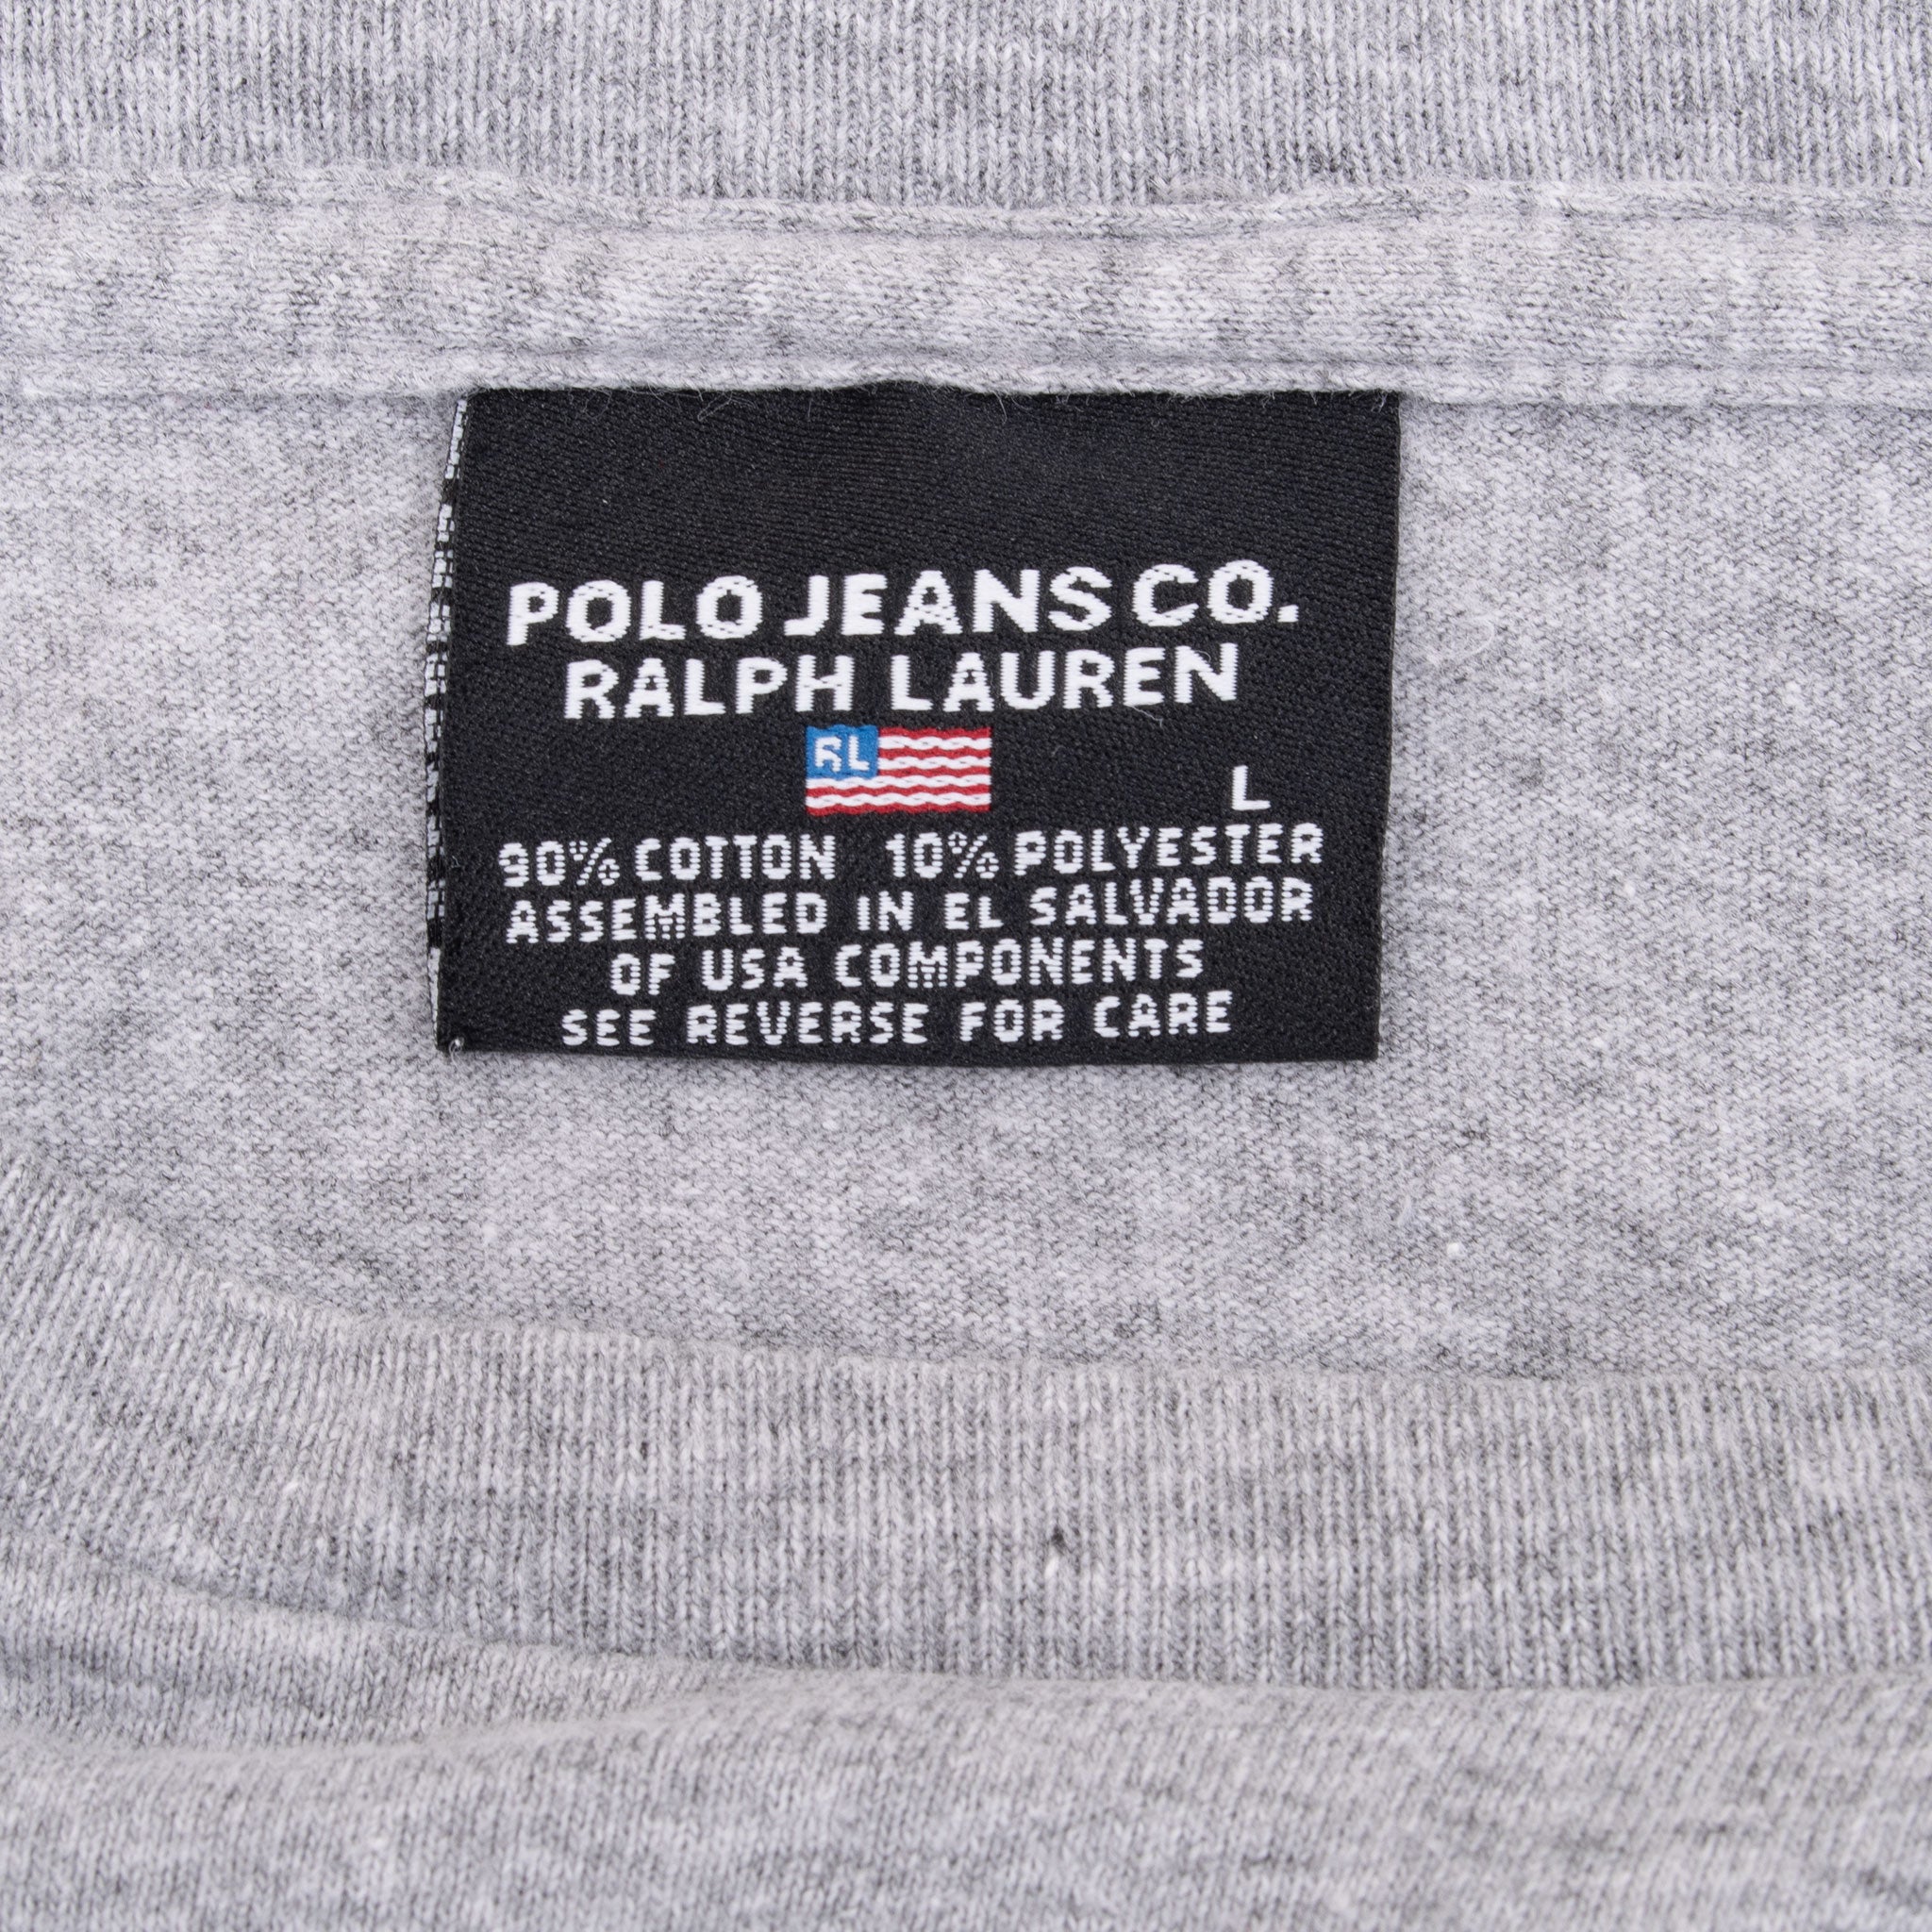 POLO JEANS CO.
RALPH LAUREN
RL
L
90% COTTON 10% POLYESTER
ASSEMBLED IN EL SALVADOR
OF USA COMPONENTS
SEE REVERSE FOR CARE